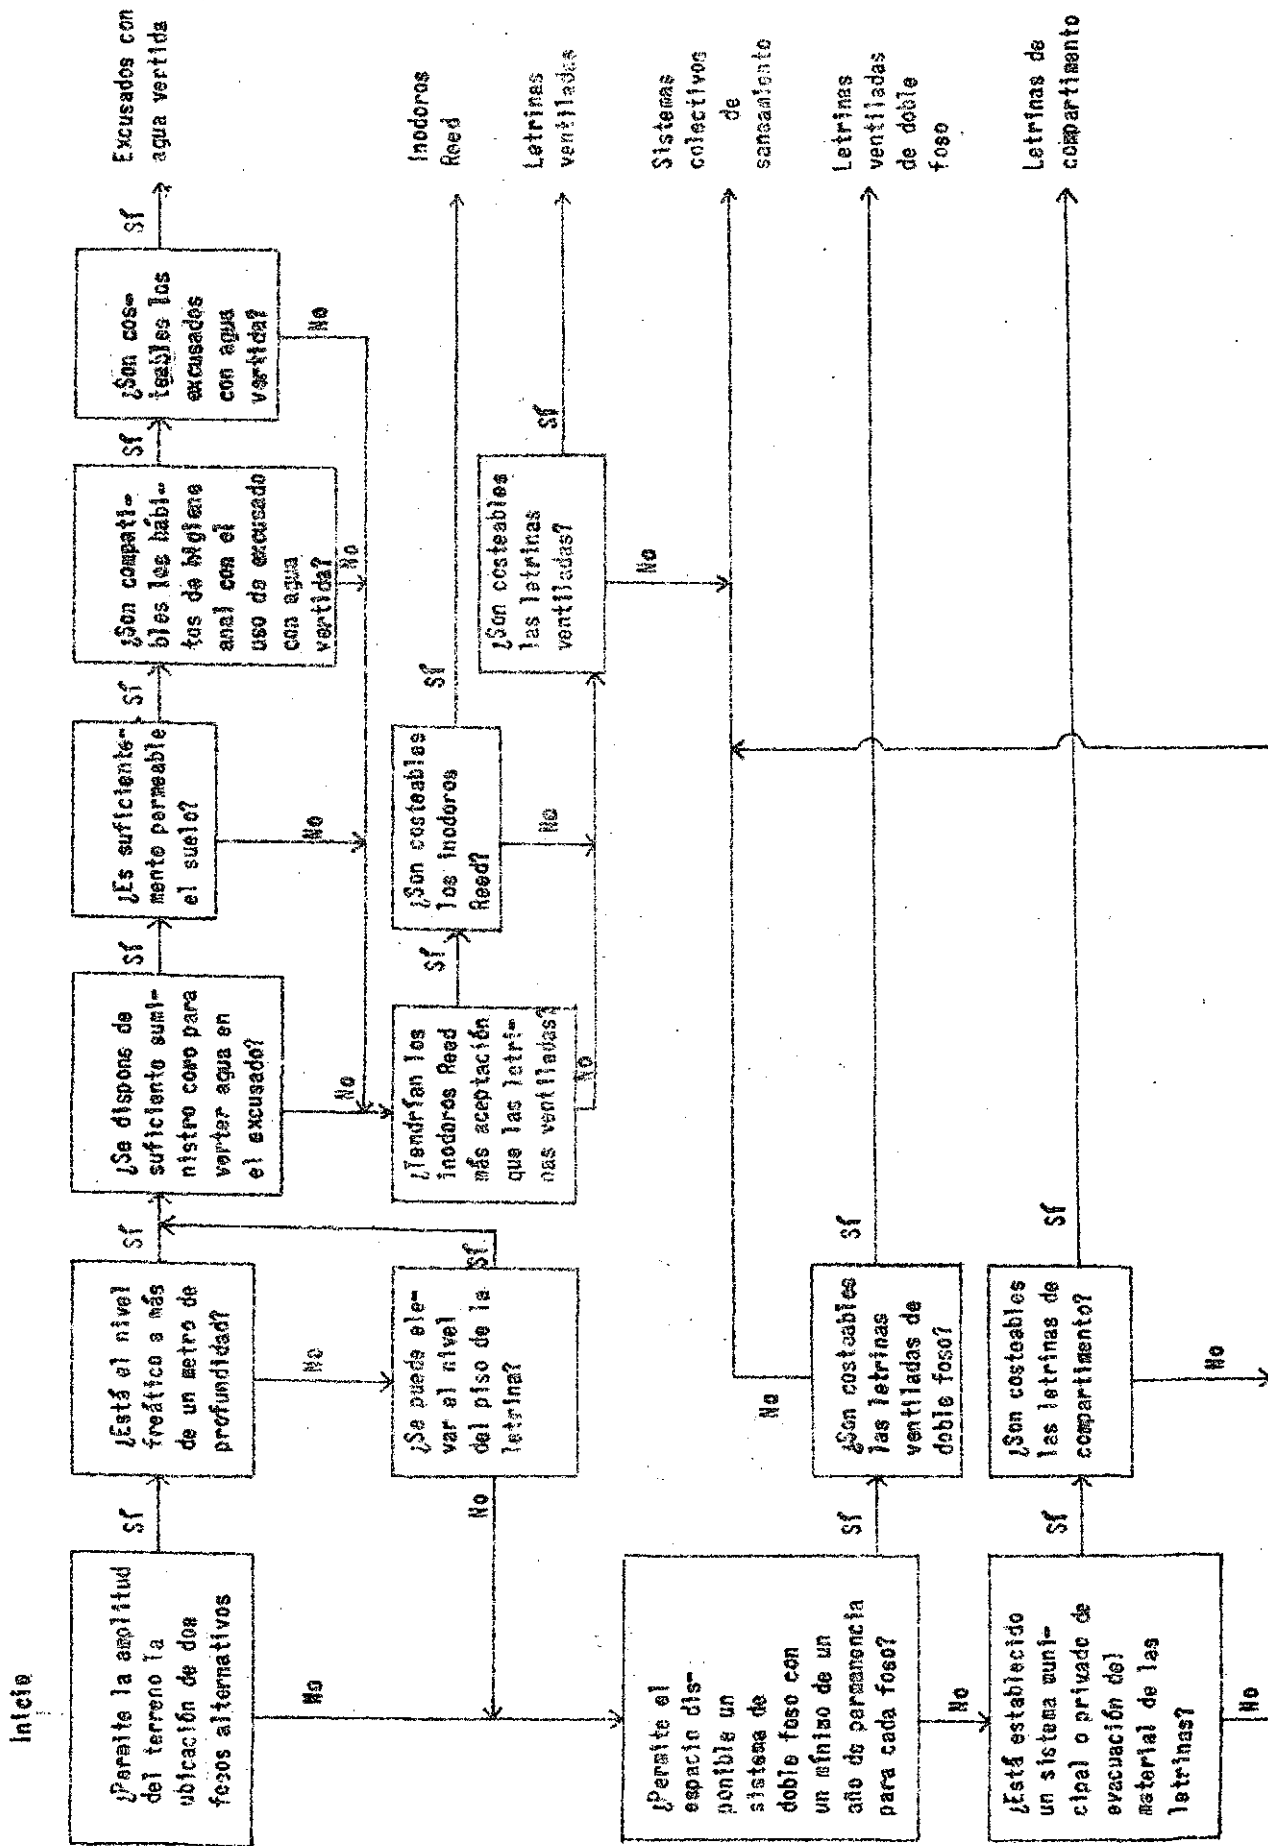 Inicio
¿Permite la amplitud
del terreno la
ubicación de dos
fosos alternativos
Sí
No
¿Está el nivel
freático a más
de un metro de
profundidad?
Sí
No
¿Se dispone de
suficiente sumi-
nistro como para
verter agua en
el excusado?
Sí
No
¿Es suficiente-
mente permeable
el suelo?
Sí
No
¿Son compati-
bles los hábi-
tos de higiene
anal con el
uso de excusado
con agua
vertida?
Sí
No
¿Son cos-
teables los
excusados
con agua
vertida?
Sí
No
Excusados con
agua vertida
¿Se puede ele-
var el nivel
del piso de la
letrina?
Sí
No
¿Tendrían los
inodoros Reed
más aceptación
que las letri-
nas ventiladas?
Sí
No
¿Son costeables
los inodoros
Reed?
Sí
No
Inodoros
Reed
¿Son costeables
las letrinas
ventiladas?
Sí
No
Letrinas
ventiladas
Sistemas
colectivos
de
saneamiento
¿Permite el
espacio dis-
ponible un
sistema de
doble foso con
un mínimo de un
año de permanencia
para cada foso?
Sí
No
¿Son costeables
las letrinas
ventiladas de
doble foso?
Sí
No
Letrinas
ventiladas
de doble
foso
¿Está establecido
un sistema muni-
cipal o privado de
evacuación del
material de las
letrinas?
Sí
No
¿Son costeables
las letrinas de
compartimento?
Sí
No
Letrinas de
compartimento